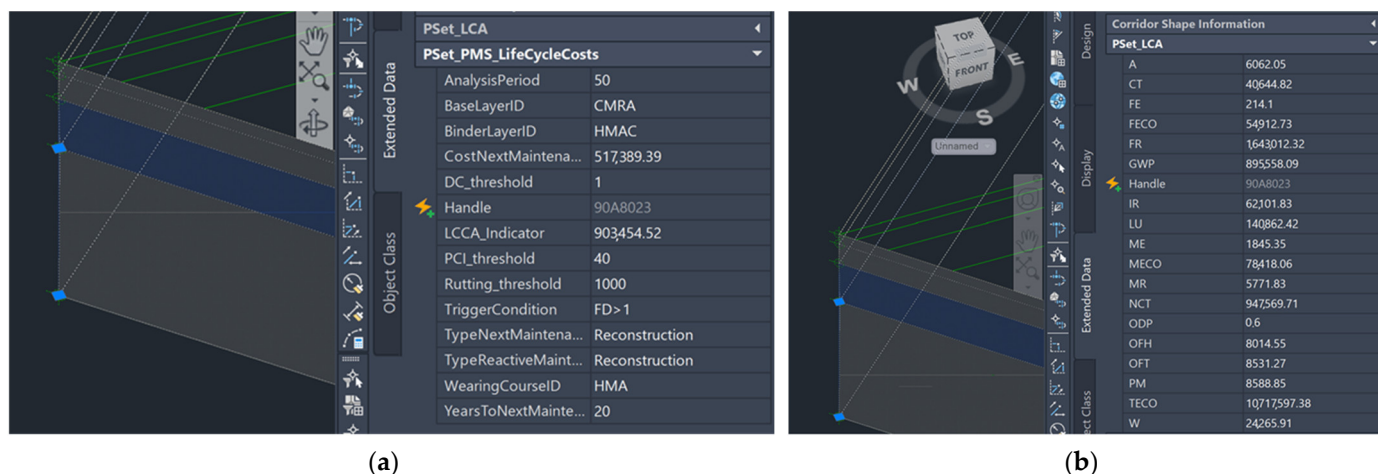 PSet_LCA
PSet_PMS_LifeCycleCosts
AnalysisPeriod 50
BaseLayerID CMRA
BinderLayerID HMAC
CostNextMaintena... 517,389.39
DC_threshold 1
Handle 90A8023
LCCA_Indicator 903,454.52
PCI_threshold 40
Rutting_threshold 1000
TriggerCondition FD>1
TypeNextMaintena... Reconstruction
TypeReactiveMaint... Reconstruction
WearingCourseID HMA
YearsToNextMainte... 20
Extended Data
Object Class
(a)
TOP
FRONT
W
E
S
Unnamed
Design
Display
Extended Data
ect Class
Corridor Shape Information
PSet_LCA
A 6062.05
CT 40,644.82
FE 214.1
FECO 54,912.73
FR 1,643,012.32
GWP 895,558.09
Handle 90A8023
IR 62,101.83
LU 140,862.42
ME 1845.35
MECO 78,418.06
MR 5771.83
NCT 947,569.71
ODP 0,6
OFH 8014.55
OFT 8531.27
PM 8588.85
TECO 10,717,597.38
W 24,265.91
(b)